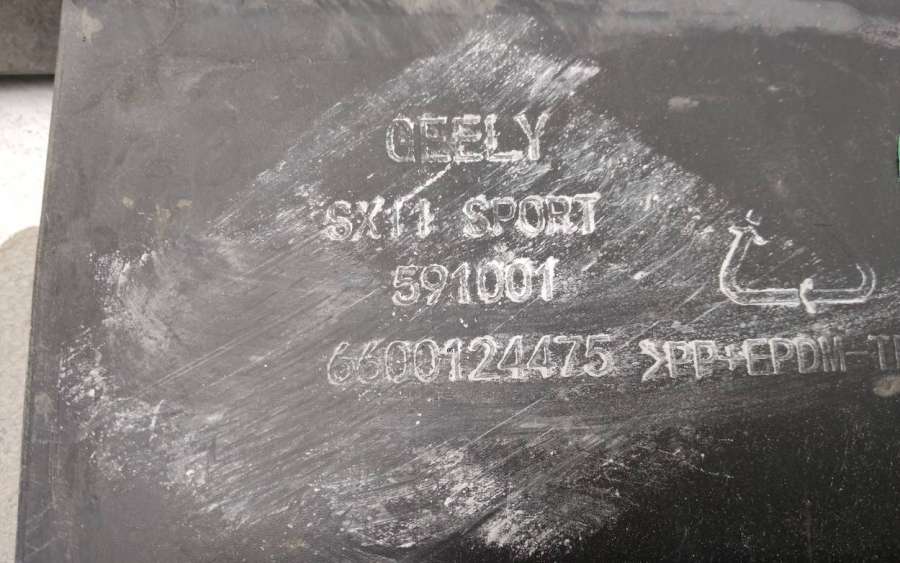 GEELY
SX11 SPORT
591001
6600124475 >PP+EPDM-T